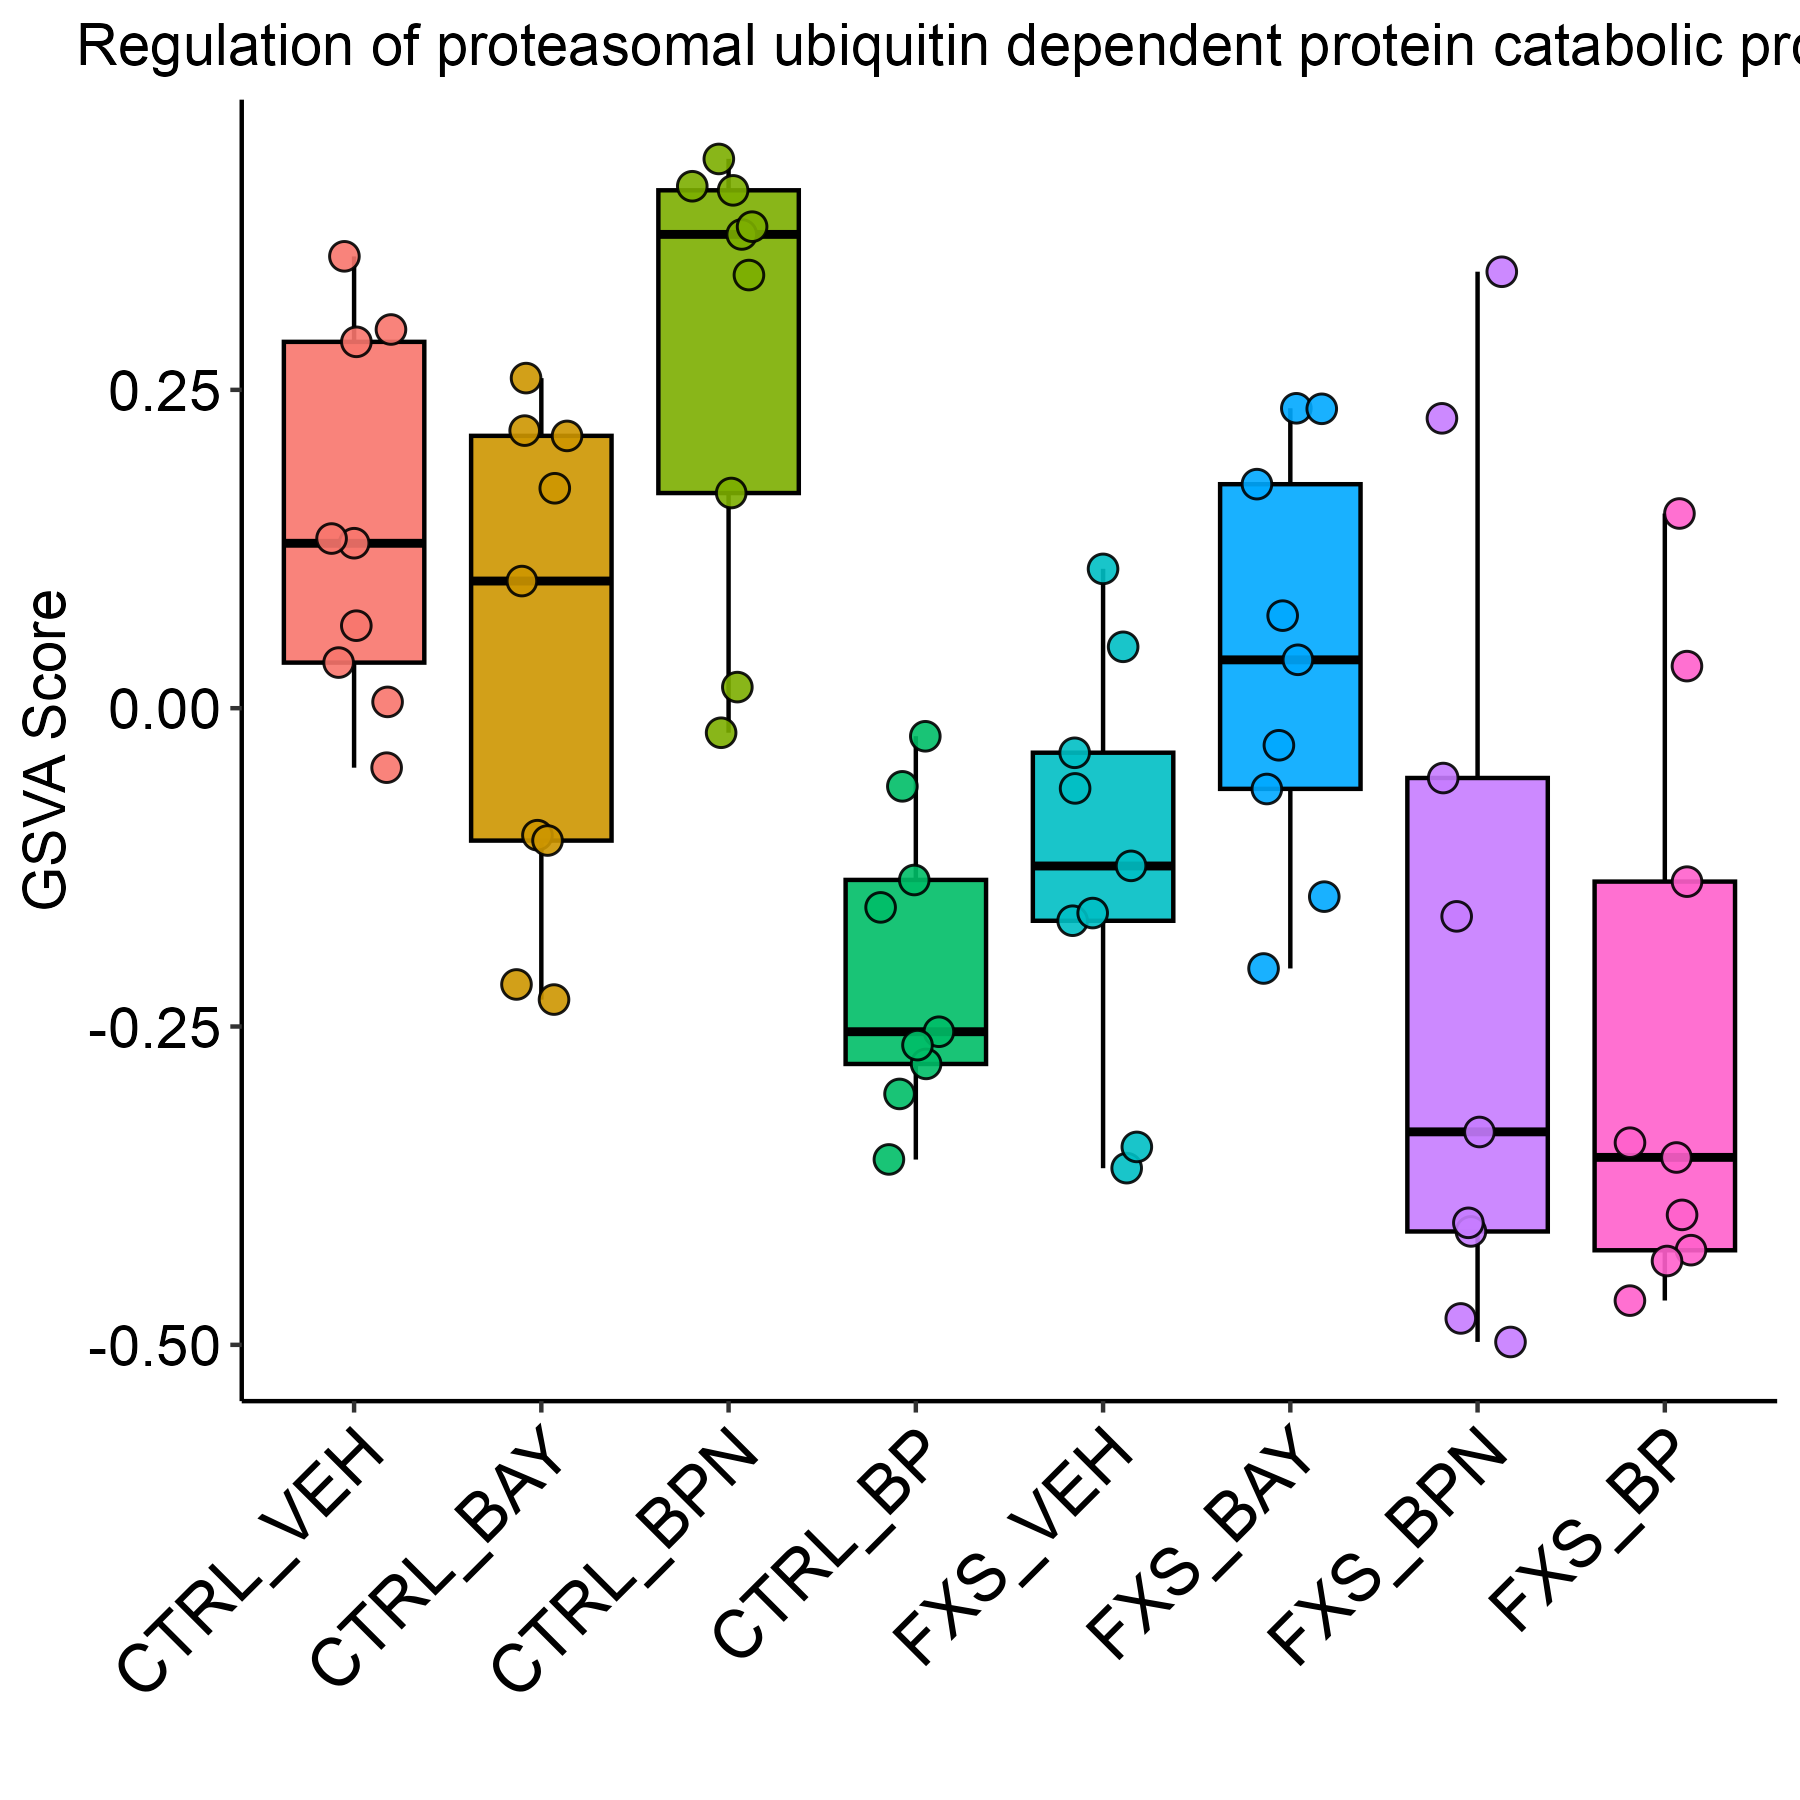 Regulation of proteasomal ubiquitin dependent protein catabolic pro
GSVA Score
0.25
0.00
-0.25
-0.50
CTRL_VEH
CTRL_BAY
CTRL_BPN
CTRL_BP
FXS_VEH
FXS_BAY
FXS_BPN
FXS_BP